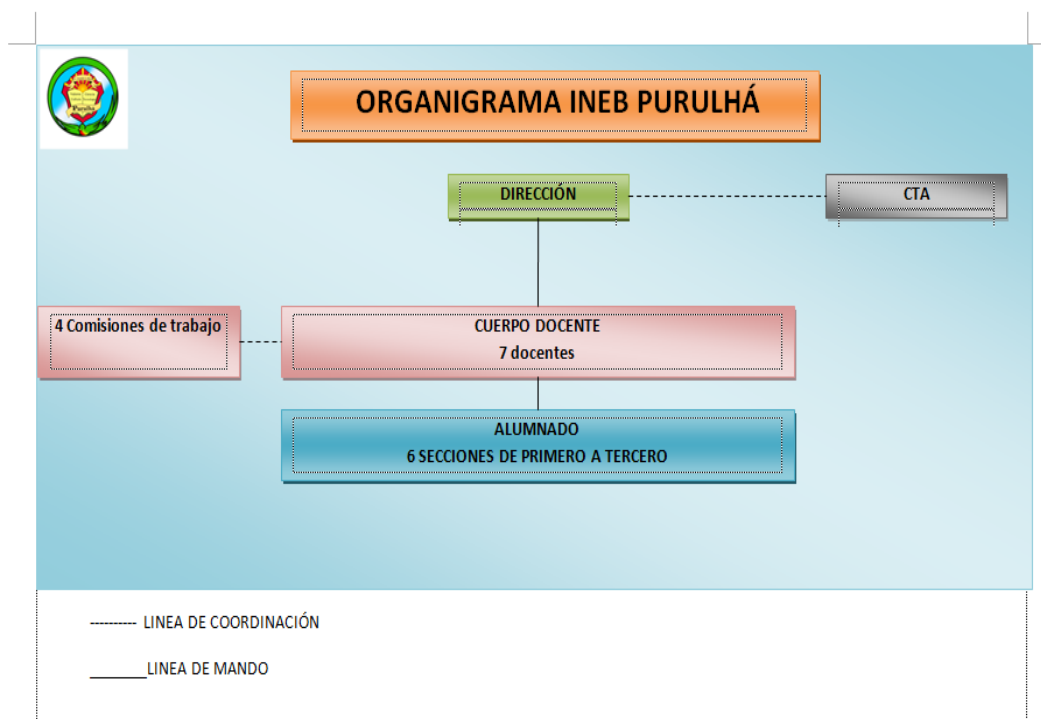 Purulhá
ORGANIGRAMA INEB PURULHÁ
DIRECCIÓN
CTA
4 Comisiones de trabajo
CUERPO DOCENTE
7 docentes
ALUMNADO
6 SECCIONES DE PRIMERO A TERCERO
---------- LINEA DE COORDINACIÓN
_______LINEA DE MANDO